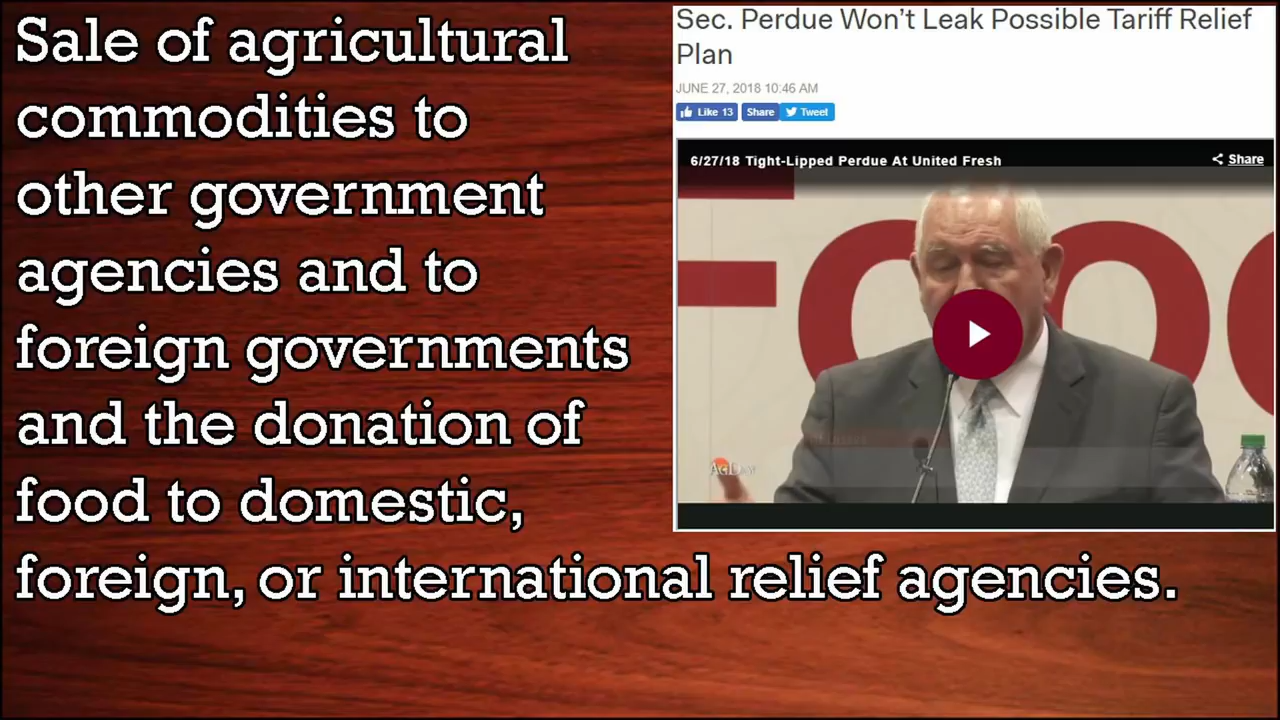 Sale of agricultural
commodities to
other government
agencies and to
foreign governments
and the donation of
food to domestic,
foreign, or international relief agencies.
Sec. Perdue Won't Leak Possible Tariff Relief
Plan
JUNE 27, 2018 10:46 AM
Like 13 Share Tweet
6/27/18 Tight-Lipped Perdue At United Fresh Share